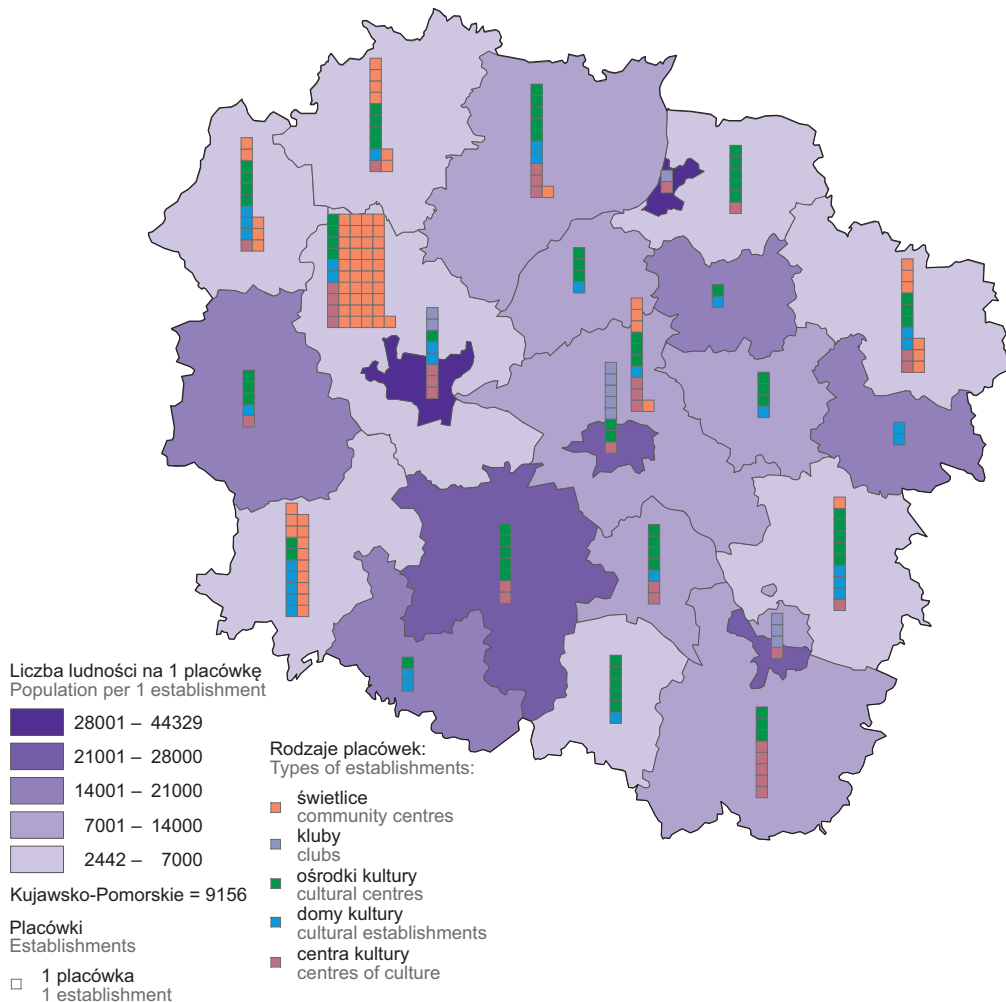 Liczba ludności na 1 placówkę
Population per 1 establishment
28001 – 44329
21001 – 28000
14001 – 21000
7001 – 14000
2442 – 7000
Kujawsko-Pomorskie = 9156
Placówki
Establishments
1 placówka
1 establishment
Rodzaje placówek:
Types of establishments:
świetlice
community centres
kluby
clubs
ośrodki kultury
cultural centres
domy kultury
cultural establishments
centra kultury
centres of culture